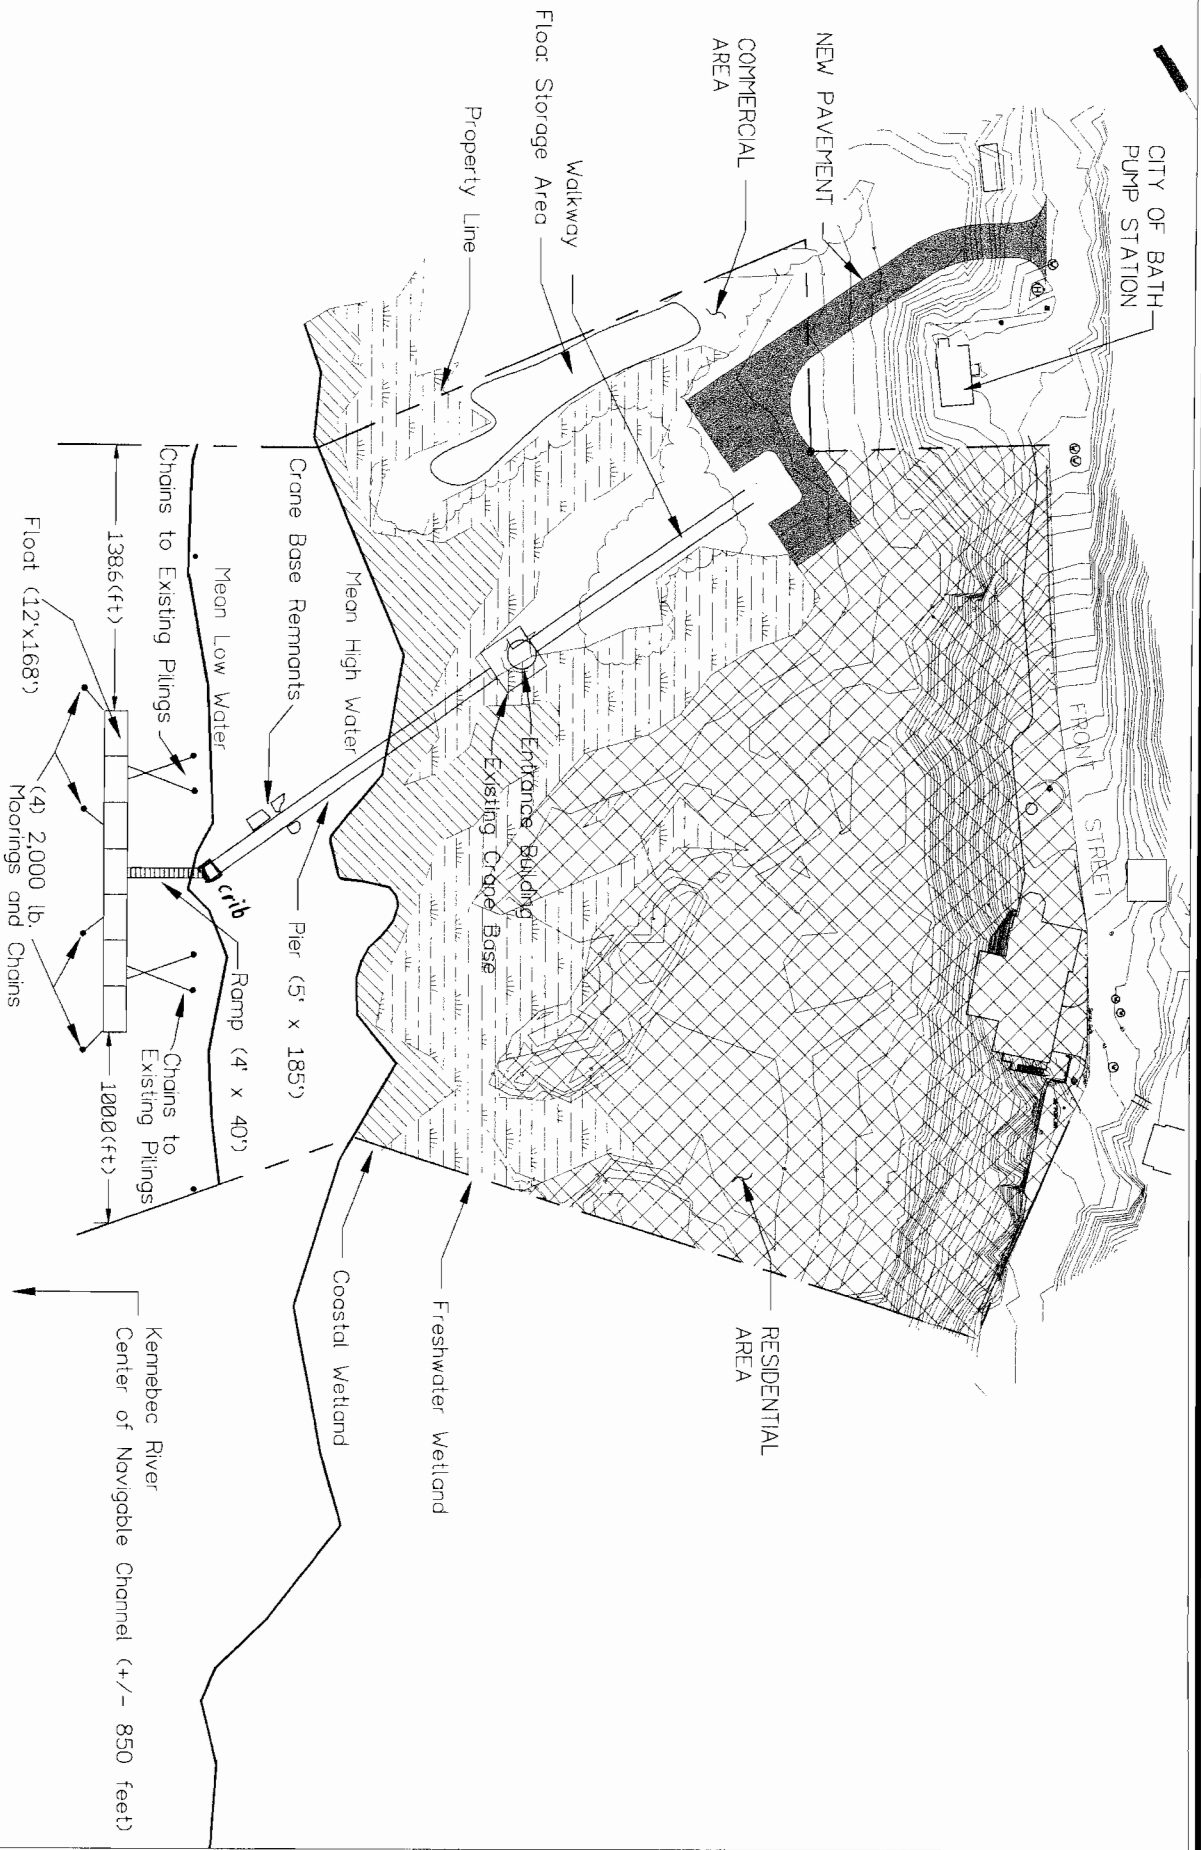 CITY OF BATH
PUMP STATION
NEW PAVEMENT
COMMERCIAL
AREA
Walkway
Float Storage Area
Property Line
FRONT STREET
RESIDENTIAL
AREA
Entrance Building
Existing Crane Base
Freshwater Wetland
Coastal Wetland
Mean High Water
Pier (5' x 185')
Crane Base Remnants
Ramp (4' x 40')
crib
Mean Low Water
Chains to Existing Pilings
Chains to
Existing Pilings
138.6(ft)
100.0(ft)
Float (12'x168')
(4) 2,000 lb.
Moorings and Chains
Kennebec River
Center of Navigable Channel (+/- 850 feet)